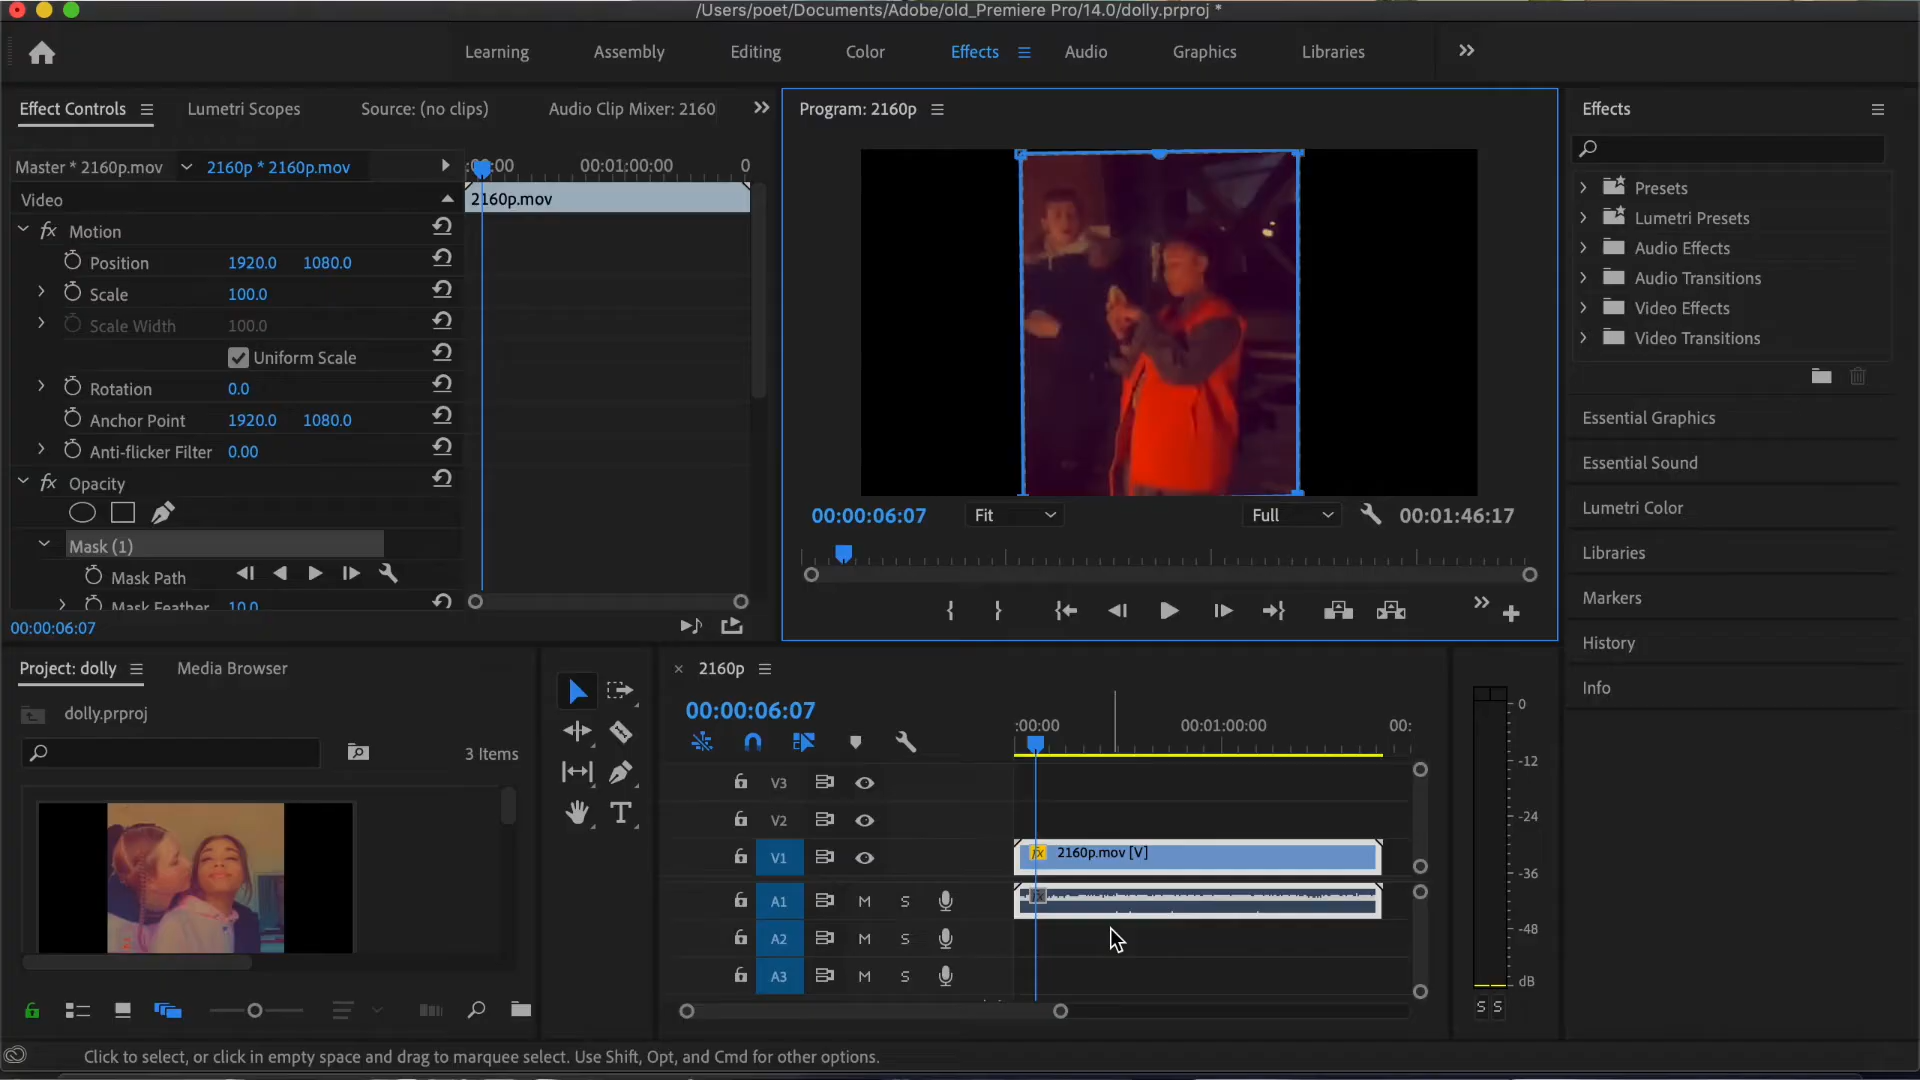 /Users/poet/Documents/Adobe/old_Premiere Pro/14.0/dolly.prproj *
Learning
Assembly
Editing
Color
Effects
Audio
Graphics
Libraries
Effect Controls
Lumetri Scopes
Source: (no clips)
Audio Clip Mixer: 2160
Program: 2160p
Effects
Master * 2160p.mov
2160p * 2160p.mov
:00:00
00:01:00:00
0
2160p.mov
Video
fx Motion
Position 1920.0 1080.0
Scale 100.0
Scale Width 100.0
Uniform Scale
Rotation 0.0
Anchor Point 1920.0 1080.0
Anti-flicker Filter 0.00
fx Opacity
Mask (1)
Mask Path
Mask Feather 10.0
00:00:06:07
00:00:06:07
Fit
Full
00:01:46:17
Presets
Lumetri Presets
Audio Effects
Audio Transitions
Video Effects
Video Transitions
Essential Graphics
Essential Sound
Lumetri Color
Libraries
Markers
History
Info
Project: dolly
Media Browser
dolly.prproj
3 Items
2160p
00:00:06:07
:00:00
00:01:00:00
00:
V3
V2
V1
fx 2160p.mov [V]
A1 M S
fx
A2 M S
A3 M S
0
-12
-24
-36
-48
dB
S S
Click to select, or click in empty space and drag to marquee select. Use Shift, Opt, and Cmd for other options.